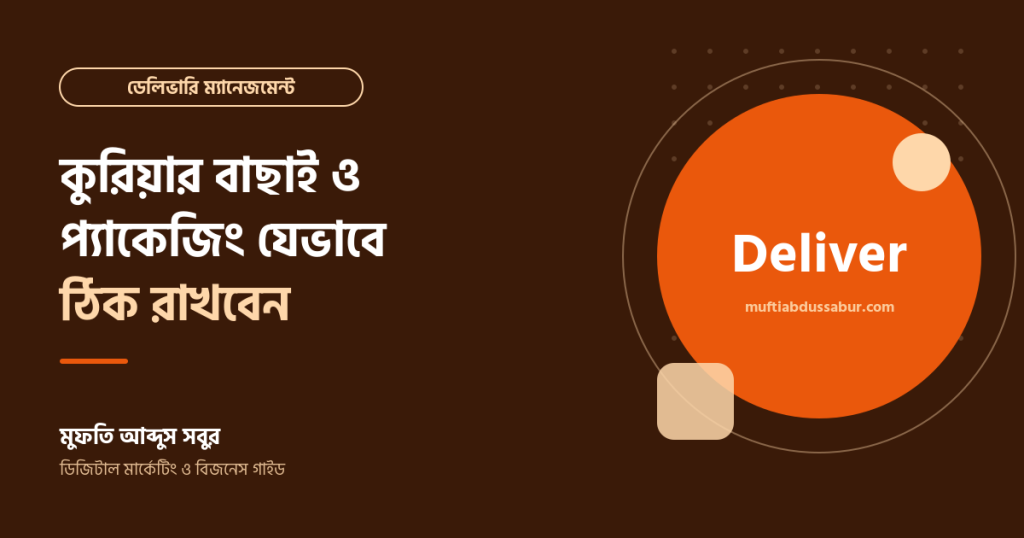 ডেলিভারি ম্যানেজমেন্ট
কুরিয়ার বাছাই ও
প্যাকেজিং যেভাবে
ঠিক রাখবেন
মুফতি আব্দুস সবুর
ডিজিটাল মার্কেটিং ও বিজনেস গাইড
Deliver
muftiabdussabur.com